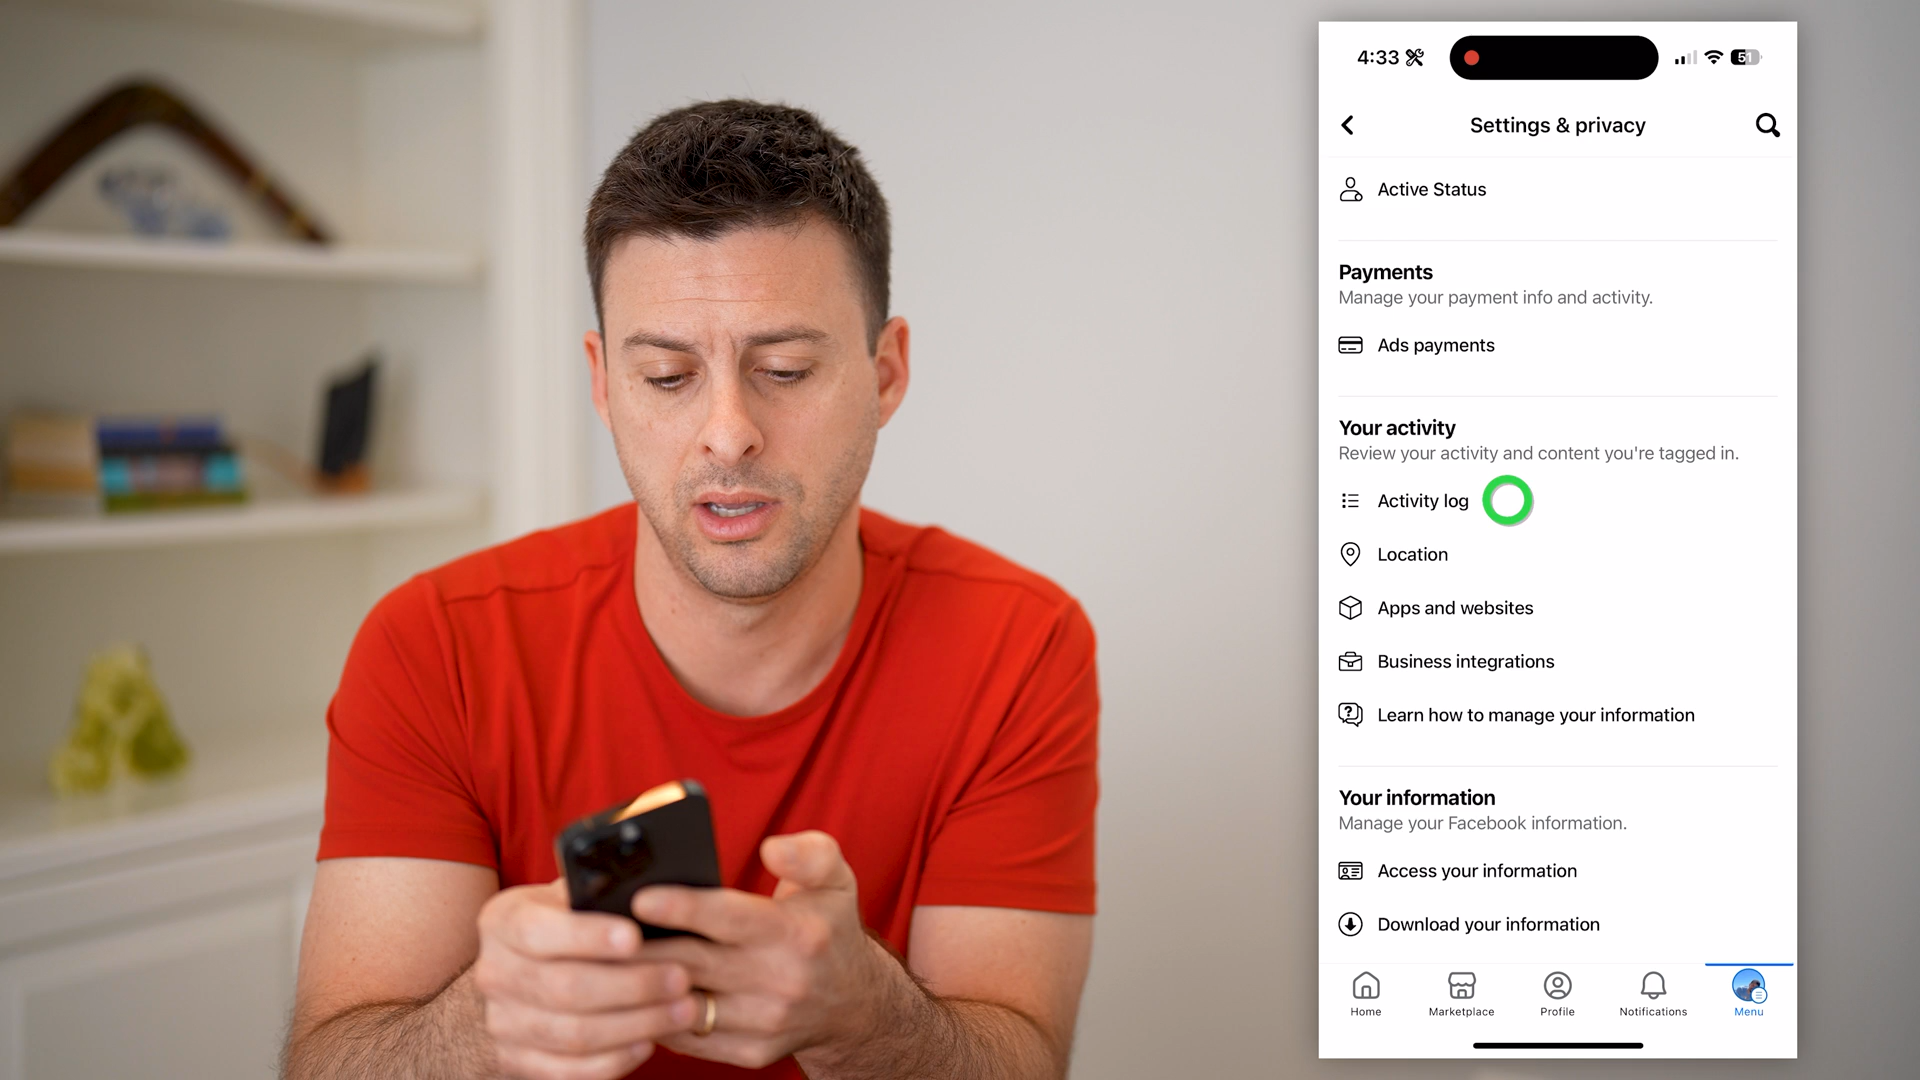 4:33
51
Settings & privacy
Active Status
Payments
Manage your payment info and activity.
Ads payments
Your activity
Review your activity and content you're tagged in.
Activity log
Location
Apps and websites
Business integrations
Learn how to manage your information
Your information
Manage your Facebook information.
Access your information
Download your information
Home
Marketplace
Profile
Notifications
Menu